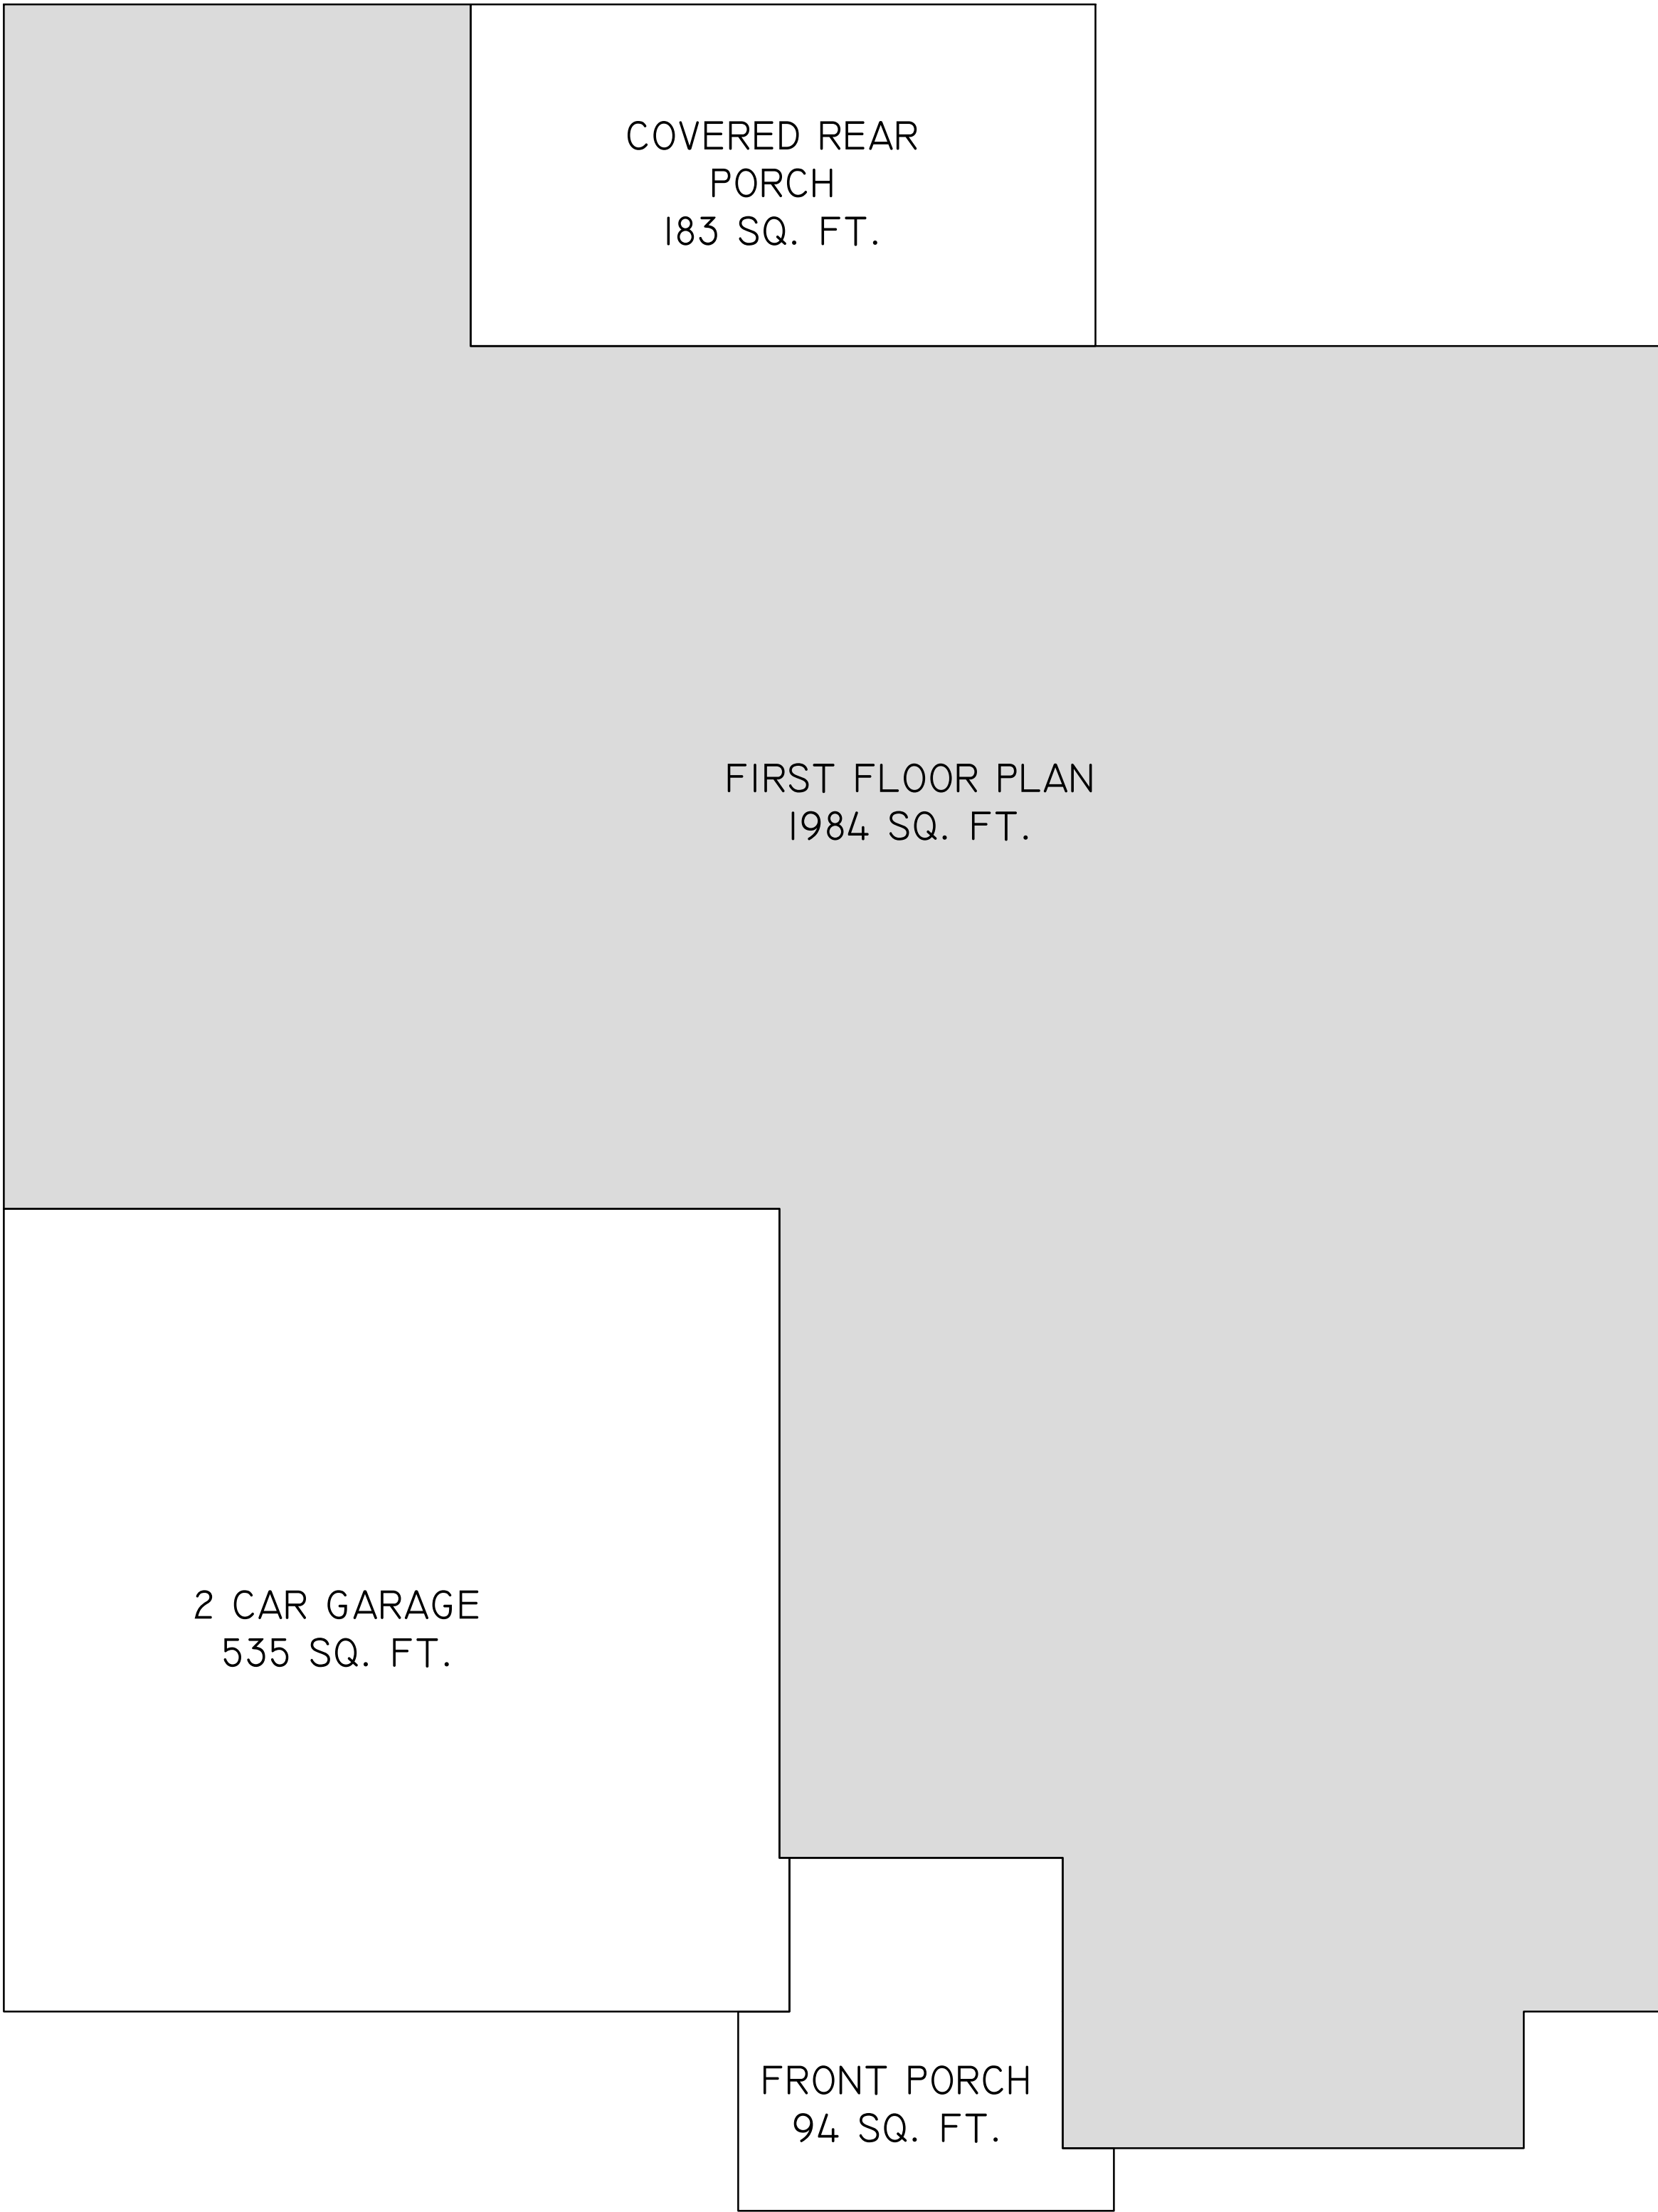 COVERED REAR
PORCH
183 SQ. FT.
FIRST FLOOR PLAN
1984 SQ. FT.
2 CAR GARAGE
535 SQ. FT.
FRONT PORCH
94 SQ. FT.